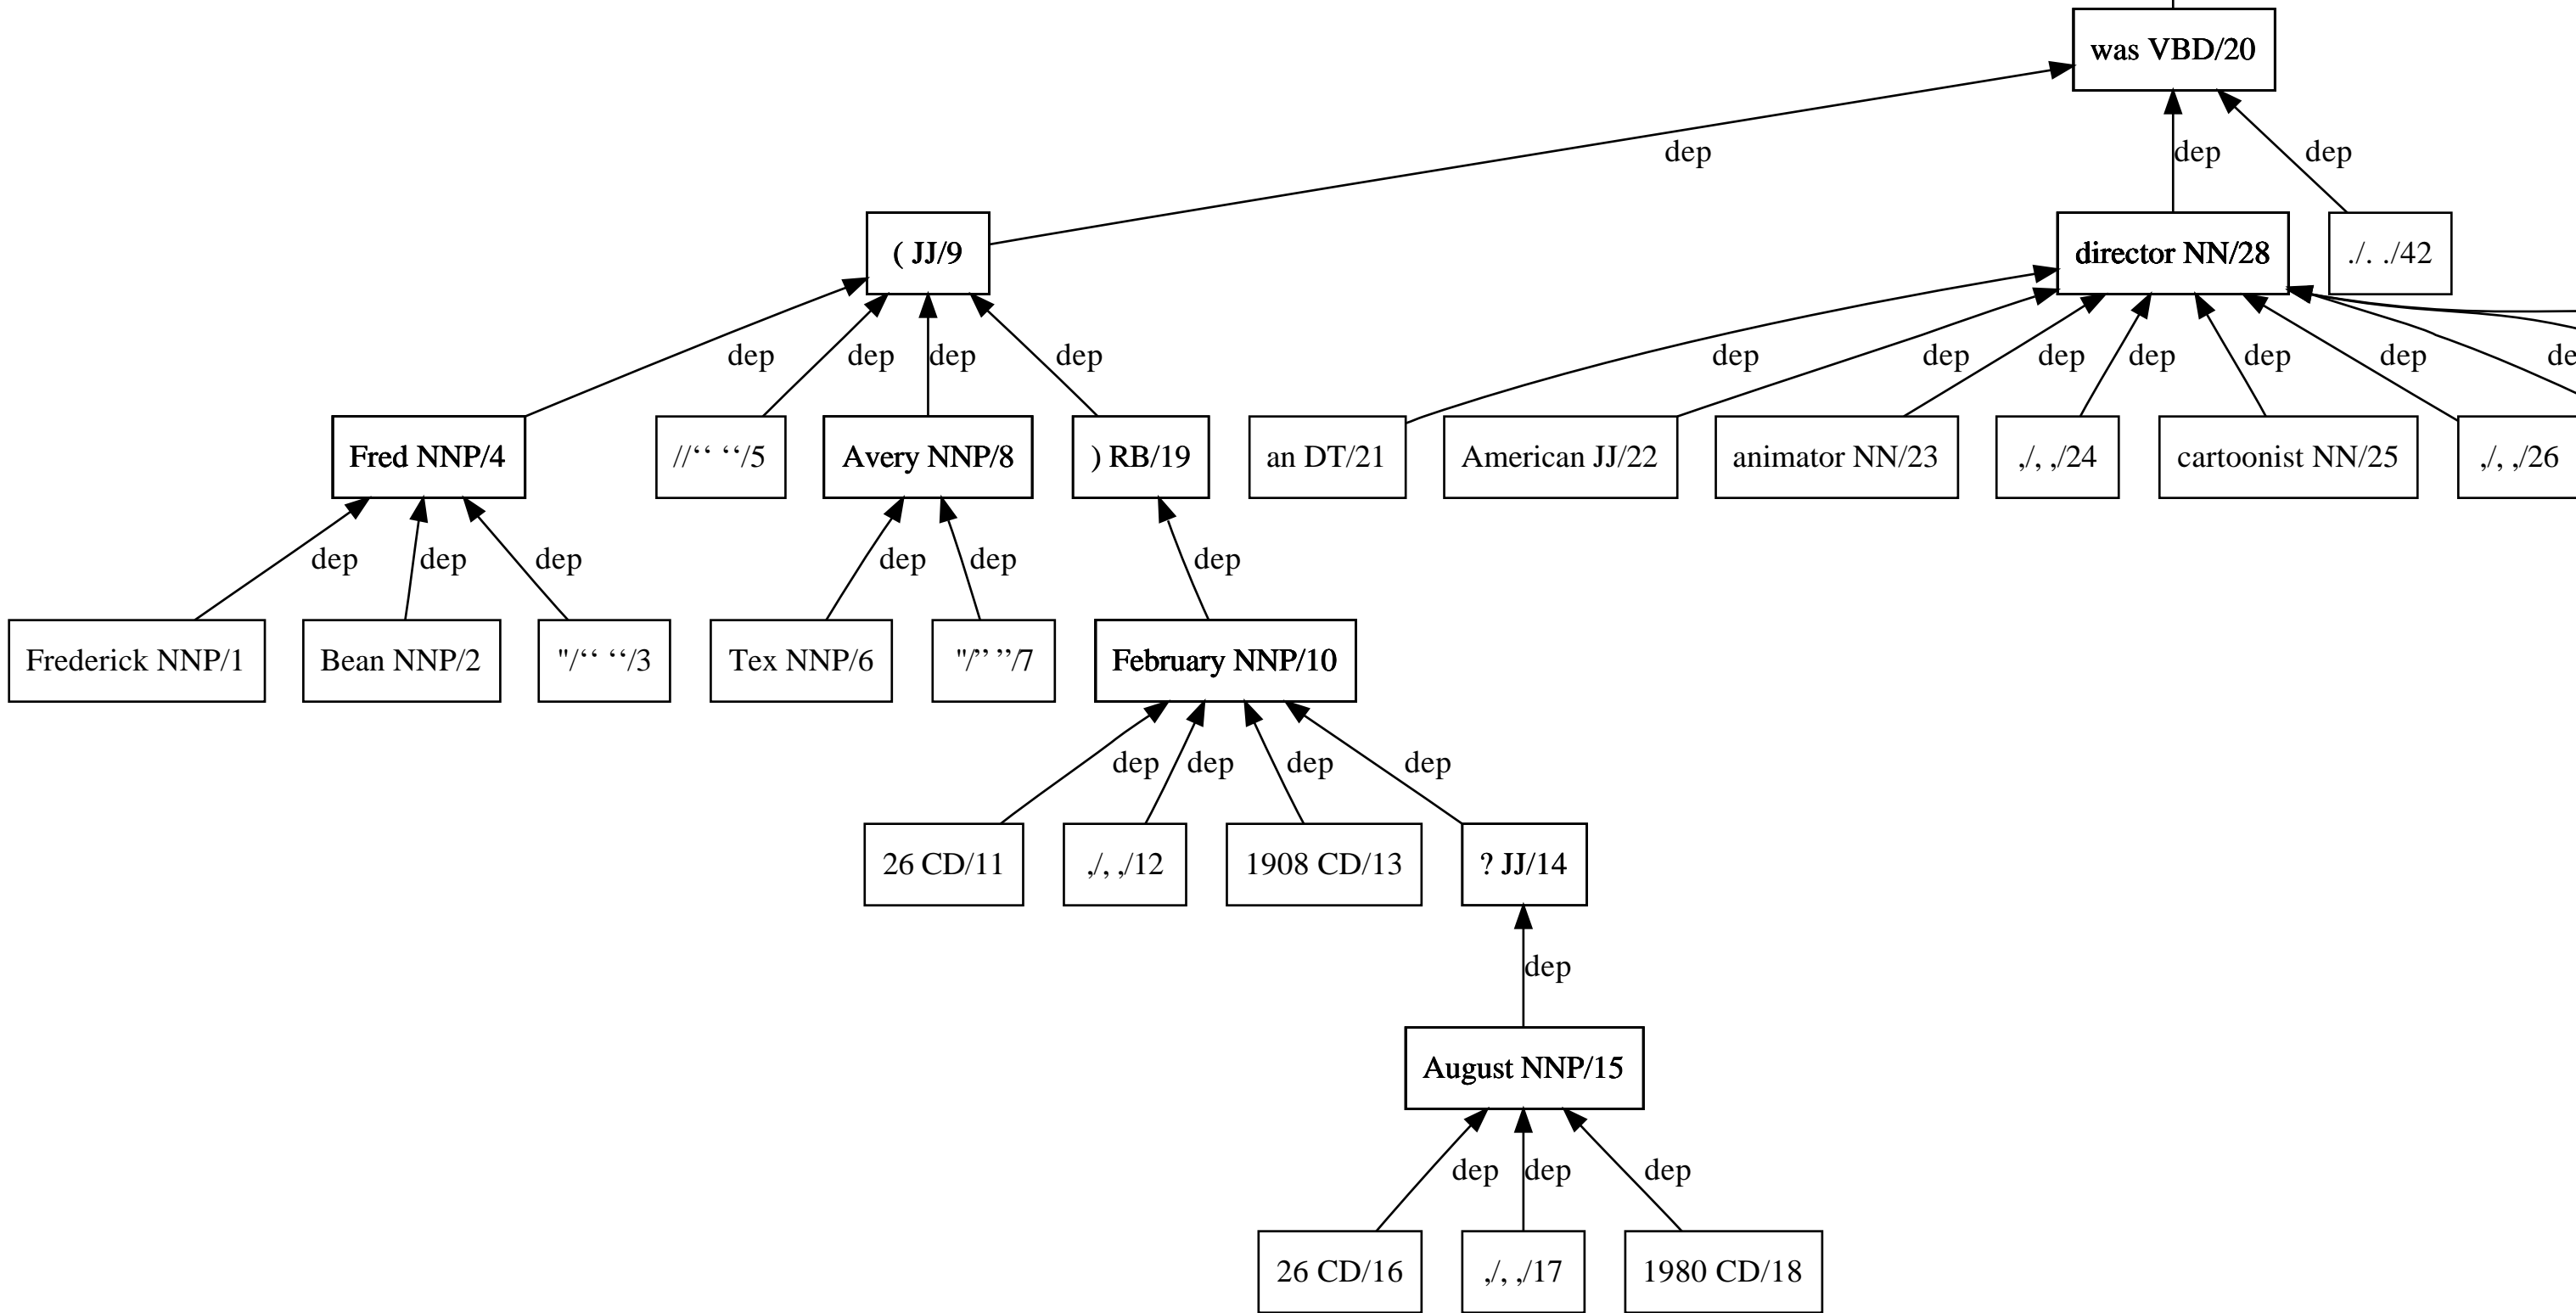 was VBD/20
dep dep dep
( JJ/9 director NN/28 ./. ./42
dep dep dep dep dep dep dep dep dep dep
Fred NNP/4 //“ “/5 Avery NNP/8 ) RB/19 an DT/21 American JJ/22 animator NN/23 ,/, ,/24 cartoonist NN/25 ,/, ,/26
dep dep dep dep dep dep
Frederick NNP/1 Bean NNP/2 "/“ “/3 Tex NNP/6 "/” ”/7 February NNP/10
dep dep dep dep
26 CD/11 ,/, ,/12 1908 CD/13 ? JJ/14
dep
August NNP/15
dep dep dep
26 CD/16 ,/, ,/17 1980 CD/18